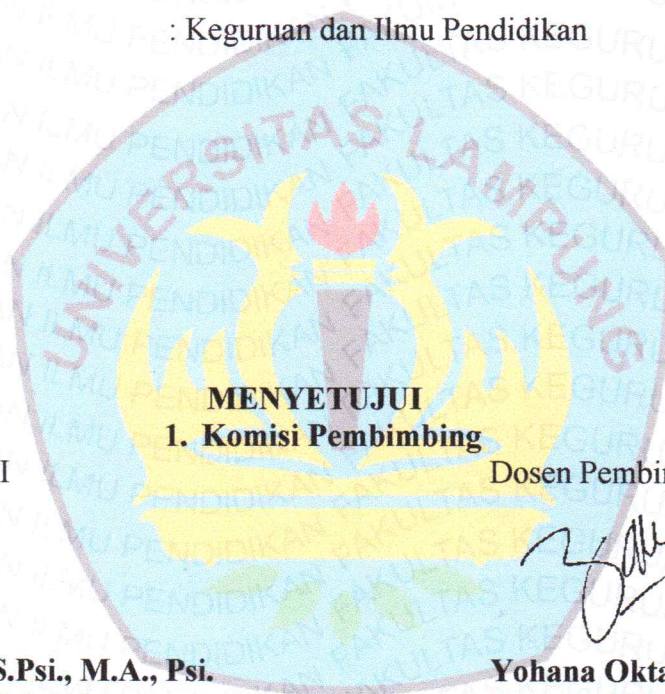 : Keguruan dan Ilmu Pendidikan
UNIVERSITAS LAMPUNG
MENYETUJUI
1. Komisi Pembimbing
I
Dosen Pembi
S.Psi., M.A., Psi.
Yohana Okta